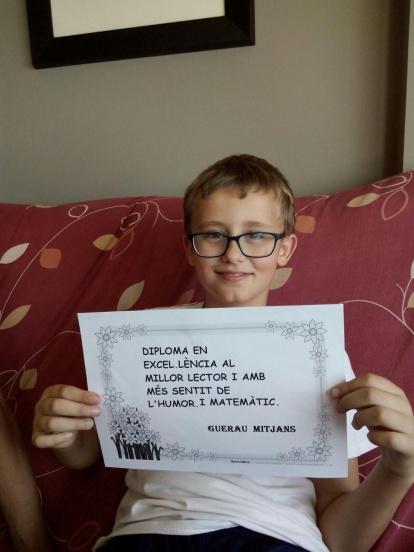 DIPLOMA EN
EXCEL.LÈNCIA AL
MILLOR LECTOR I AMB
MÉS SENTIT DE
L'HUMOR I MATEMÀTIC.
GUERAU MITJANS